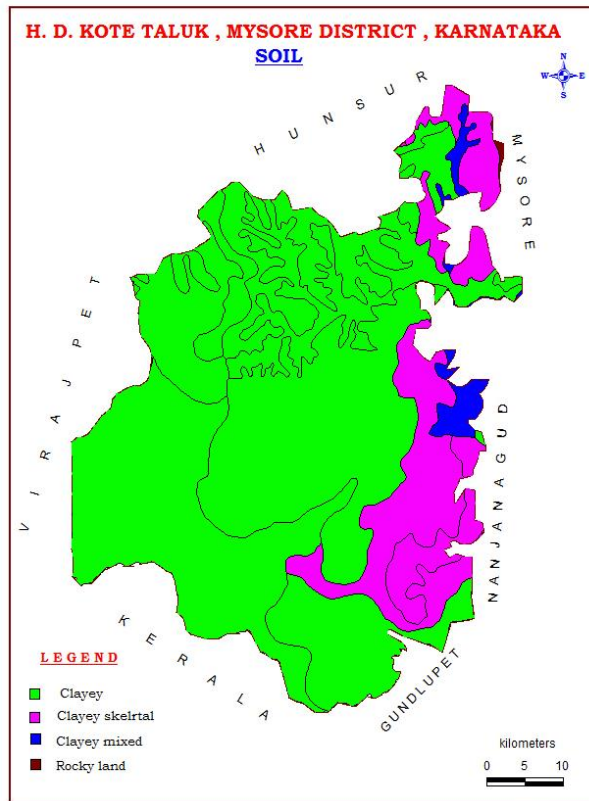 H. D. KOTE TALUK , MYSORE DISTRICT , KARNATAKA
SOIL
N
W E
S
HUNSUR
MYSORE
VIRAJPET
NANJANAGUD
KERALA
GUNDLUPET
LEGEND
Clayey
Clayey skelrtal
Clayey mixed
Rocky land
kilometers
0 5 10